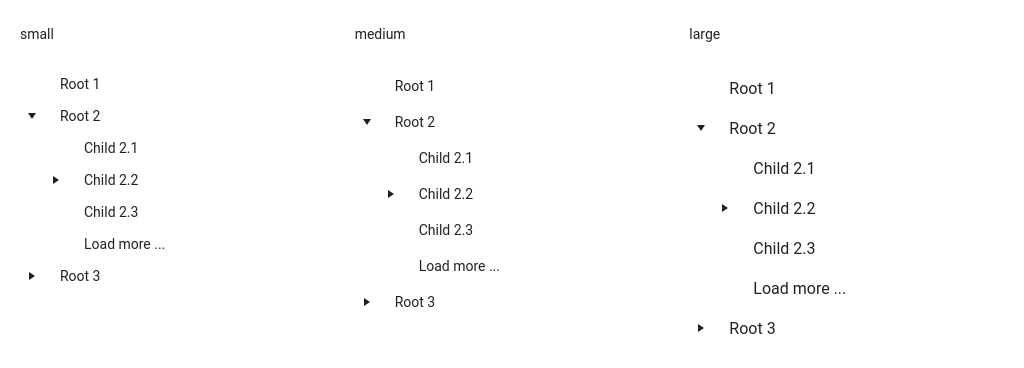 small
Root 1
Root 2
Child 2.1
Child 2.2
Child 2.3
Load more ...
Root 3
medium
Root 1
Root 2
Child 2.1
Child 2.2
Child 2.3
Load more ...
Root 3
large
Root 1
Root 2
Child 2.1
Child 2.2
Child 2.3
Load more ...
Root 3